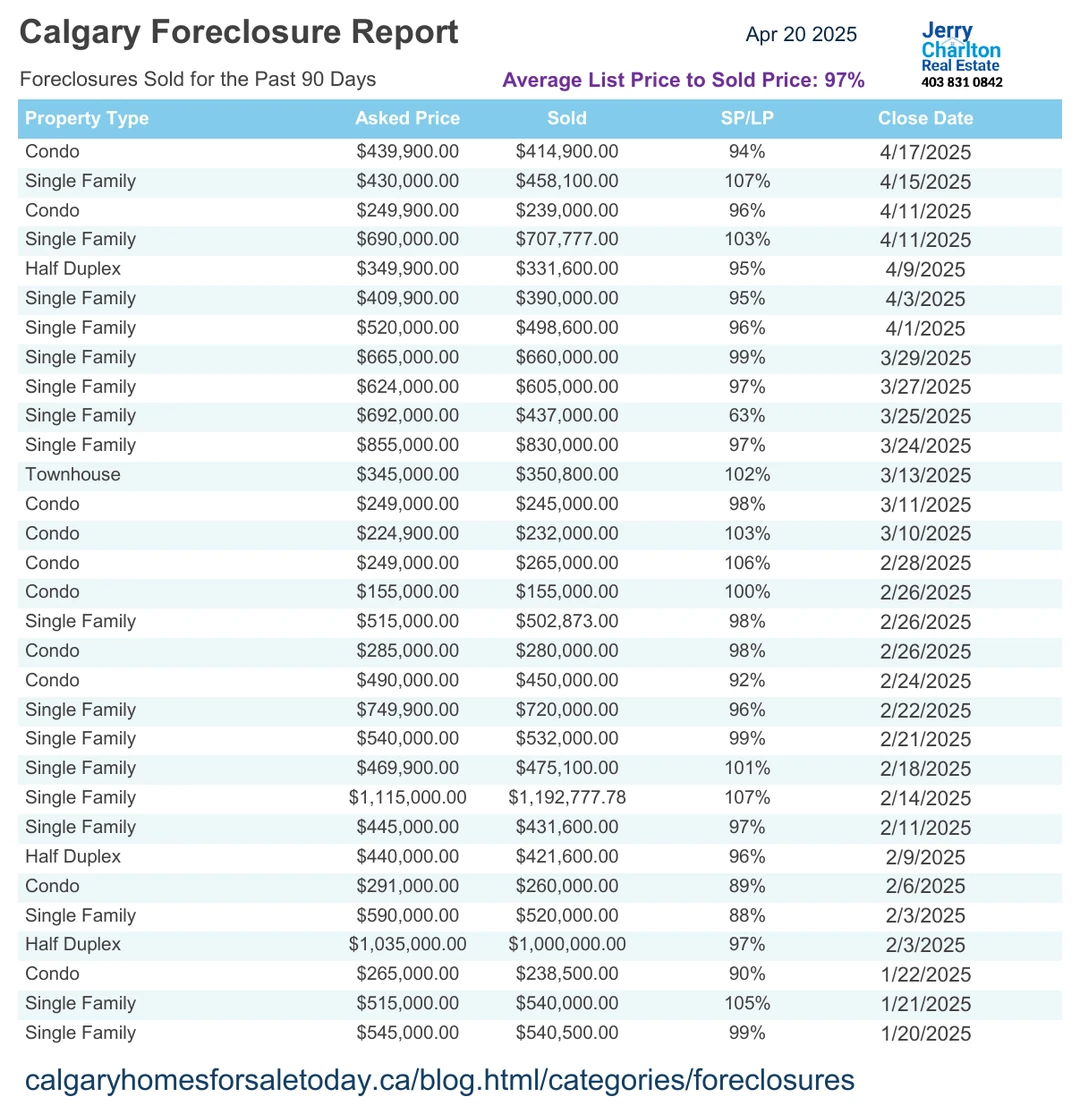 Calgary Foreclosure Report
Apr 20 2025
Jerry
Charlton
Real Estate
403 831 0842
Foreclosures Sold for the Past 90 Days
Average List Price to Sold Price: 97%
Property Type Asked Price Sold SP/LP Close Date
Condo $439,900.00 $414,900.00 94% 4/17/2025
Single Family $430,000.00 $458,100.00 107% 4/15/2025
Condo $249,900.00 $239,000.00 96% 4/11/2025
Single Family $690,000.00 $707,777.00 103% 4/11/2025
Half Duplex $349,900.00 $331,600.00 95% 4/9/2025
Single Family $409,900.00 $390,000.00 95% 4/3/2025
Single Family $520,000.00 $498,600.00 96% 4/1/2025
Single Family $665,000.00 $660,000.00 99% 3/29/2025
Single Family $624,000.00 $605,000.00 97% 3/27/2025
Single Family $692,000.00 $437,000.00 63% 3/25/2025
Single Family $855,000.00 $830,000.00 97% 3/24/2025
Townhouse $345,000.00 $350,800.00 102% 3/13/2025
Condo $249,000.00 $245,000.00 98% 3/11/2025
Condo $224,900.00 $232,000.00 103% 3/10/2025
Condo $249,000.00 $265,000.00 106% 2/28/2025
Condo $155,000.00 $155,000.00 100% 2/26/2025
Single Family $515,000.00 $502,873.00 98% 2/26/2025
Condo $285,000.00 $280,000.00 98% 2/26/2025
Condo $490,000.00 $450,000.00 92% 2/24/2025
Single Family $749,900.00 $720,000.00 96% 2/22/2025
Single Family $540,000.00 $532,000.00 99% 2/21/2025
Single Family $469,900.00 $475,100.00 101% 2/18/2025
Single Family $1,115,000.00 $1,192,777.78 107% 2/14/2025
Single Family $445,000.00 $431,600.00 97% 2/11/2025
Half Duplex $440,000.00 $421,600.00 96% 2/9/2025
Condo $291,000.00 $260,000.00 89% 2/6/2025
Single Family $590,000.00 $520,000.00 88% 2/3/2025
Half Duplex $1,035,000.00 $1,000,000.00 97% 2/3/2025
Condo $265,000.00 $238,500.00 90% 1/22/2025
Single Family $515,000.00 $540,000.00 105% 1/21/2025
Single Family $545,000.00 $540,500.00 99% 1/20/2025
calgaryhomesforsaletoday.ca/blog.html/categories/foreclosures